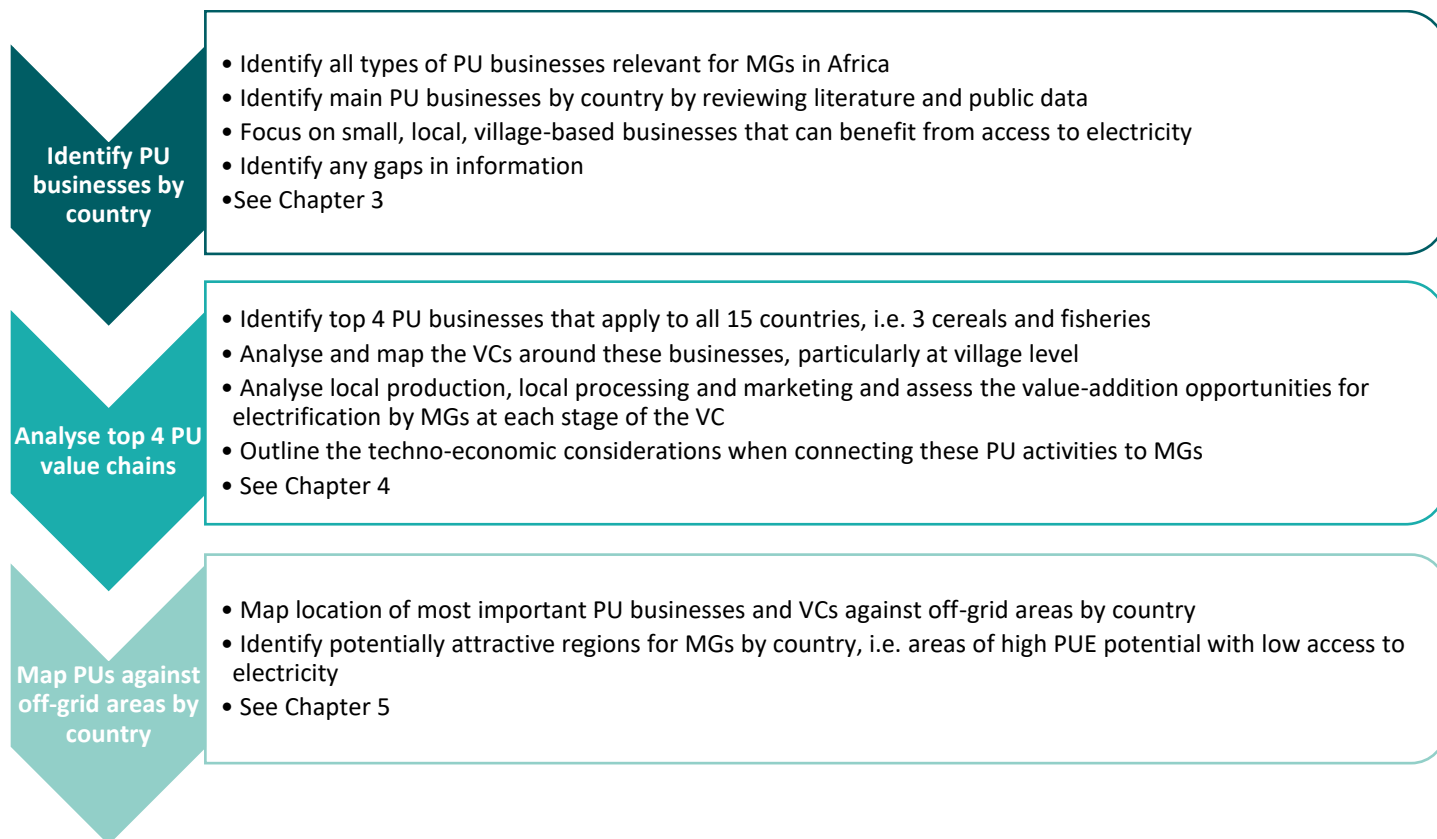 Identify PU
businesses by
country
• Identify all types of PU businesses relevant for MGs in Africa
• Identify main PU businesses by country by reviewing literature and public data
• Focus on small, local, village-based businesses that can benefit from access to electricity
• Identify any gaps in information
•See Chapter 3
Analyse top 4 PU
value chains
• Identify top 4 PU businesses that apply to all 15 countries, i.e. 3 cereals and fisheries
• Analyse and map the VCs around these businesses, particularly at village level
• Analyse local production, local processing and marketing and assess the value-addition opportunities for
electrification by MGs at each stage of the VC
• Outline the techno-economic considerations when connecting these PU activities to MGs
• See Chapter 4
Map PUs against
off-grid areas by
country
• Map location of most important PU businesses and VCs against off-grid areas by country
• Identify potentially attractive regions for MGs by country, i.e. areas of high PUE potential with low access to
electricity
• See Chapter 5